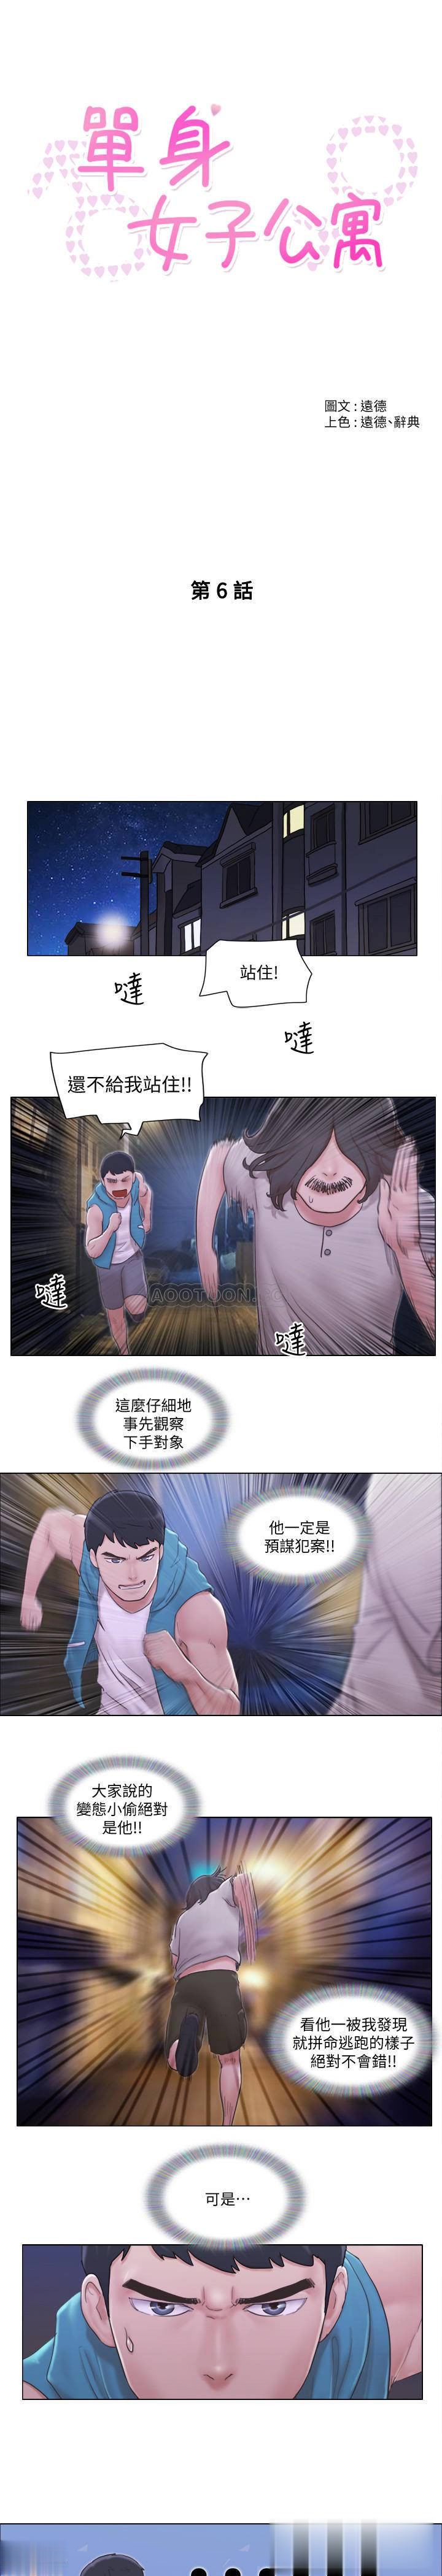 單身
女子公寓
圖文:遠德
上色:遠德、辭典
第6話
站住!
噠
噠
還不給我站住!!
噠
噠
AOOTOON
這麼仔細地
事先觀察
下手對象
他一定是
預謀犯案!!
大家說的
變態小偷絕對
是他!!
看他一被我發現
就拼命逃跑的樣子
絕對不會錯!!
可是…